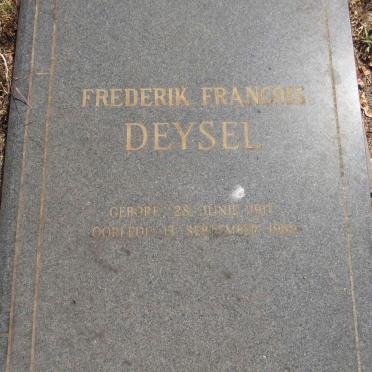 FREDERIK FRANCOIS
DEYSEL
GEBORE: 28 JUNIE
OORLEDE: 13 SEPTEMBER